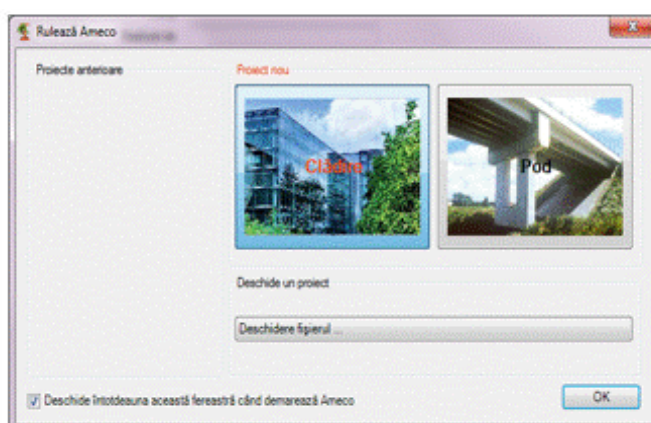 Rulează Ameco
Proiecte anterioare
Proiect nou
Clădire
Pod
Deschide un proiect
Deschidere fişierul ...
Deschide întotdeauna această fereastră când demarează Ameco
OK